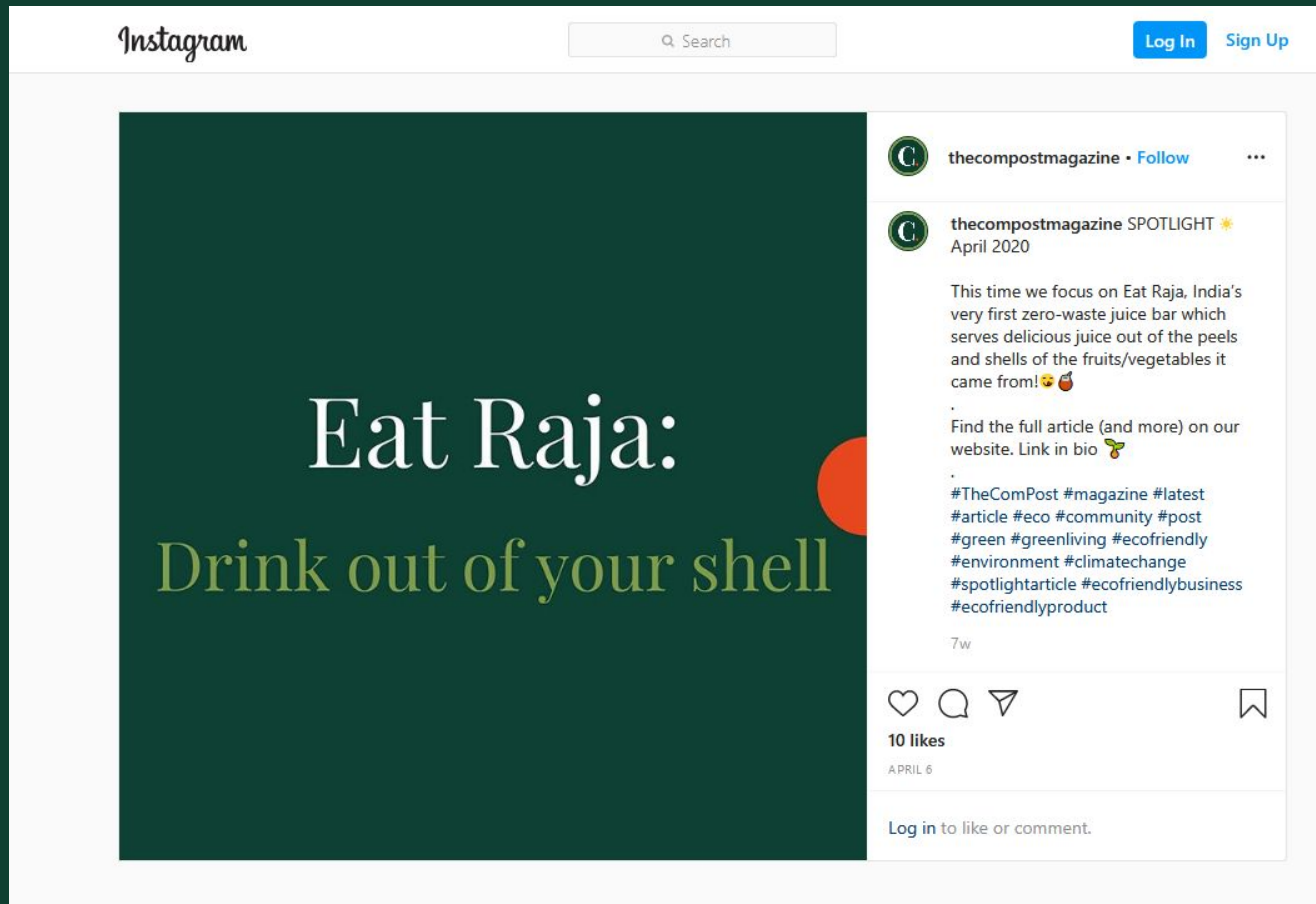 Instagram
Search
Log In
Sign Up
Eat Raja:
Drink out of your shell
C.
thecompostmagazine • Follow
C.
thecompostmagazine SPOTLIGHT ☀️
April 2020
This time we focus on Eat Raja, India's
very first zero-waste juice bar which
serves delicious juice out of the peels
and shells of the fruits/vegetables it
came from!
.
Find the full article (and more) on our
website. Link in bio 🌱
.
#TheComPost #magazine #latest
#article #eco #community #post
#green #greenliving #ecofriendly
#environment #climatechange
#spotlightarticle #ecofriendlybusiness
#ecofriendlyproduct
7w
10 likes
APRIL 6
Log in to like or comment.